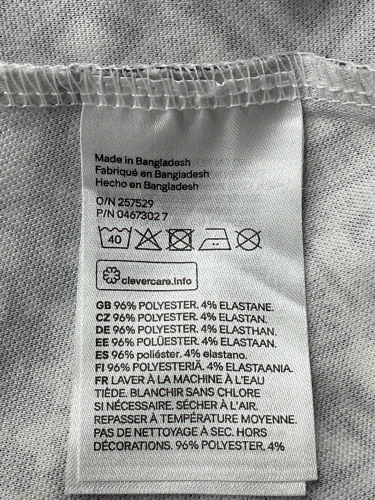 Made in Bangladesh
Fabriqué en Bangladesh
Hecho en Bangladesh
O/N 257529
P/N 0467302 7
40
clevercare.info
GB 96% POLYESTER. 4% ELASTANE.
CZ 96% POLYESTER. 4% ELASTAN.
DE 96% POLYESTER. 4% ELASTHAN.
EE 96% POLÜESTER. 4% ELASTAAN.
ES 96% poliéster. 4% elastano.
FI 96% POLYESTERIÄ. 4% ELASTAANIA.
FR LAVER À LA MACHINE À L'EAU
TIÈDE. BLANCHIR SANS CHLORE
SI NÉCESSAIRE. SÉCHER À L'AIR.
REPASSER À TEMPÉRATURE MOYENNE.
PAS DE NETTOYAGE À SEC. HORS
DÉCORATIONS. 96% POLYESTER. 4%